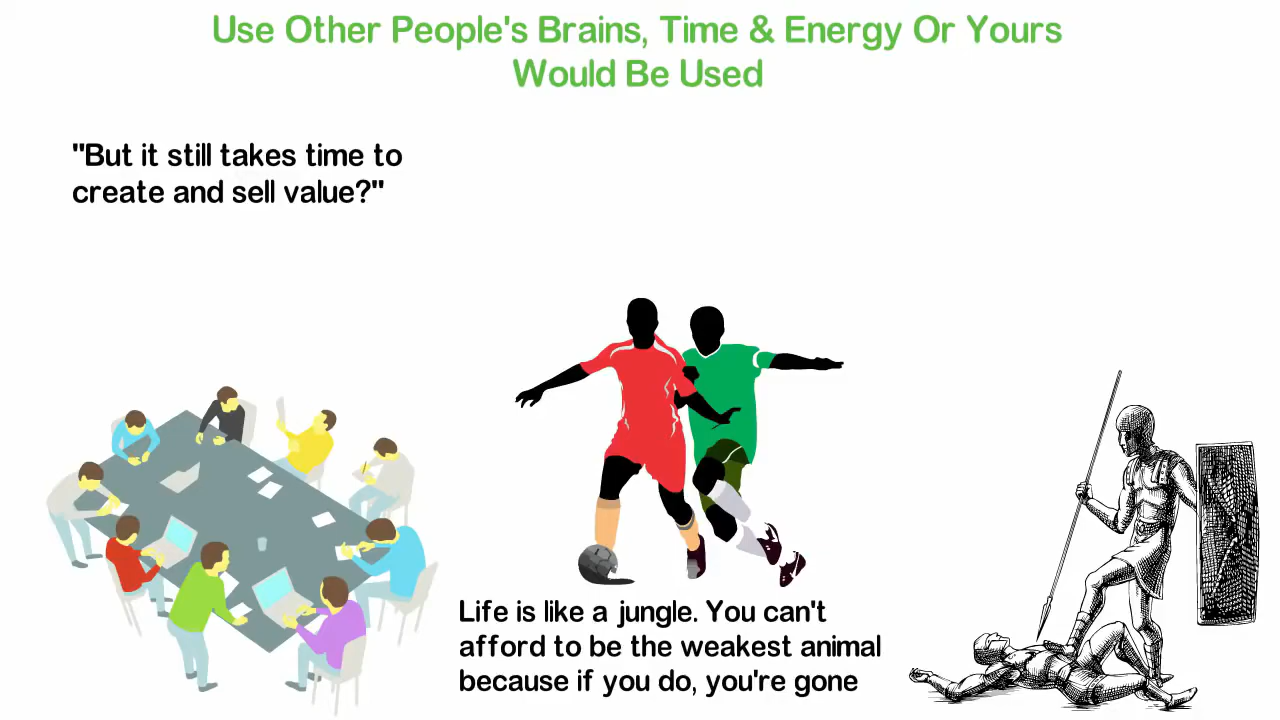 Use Other People's Brains, Time & Energy Or Yours
Would Be Used
"But it still takes time to
create and sell value?"
Life is like a jungle. You can't
afford to be the weakest animal
because if you do, you're gone